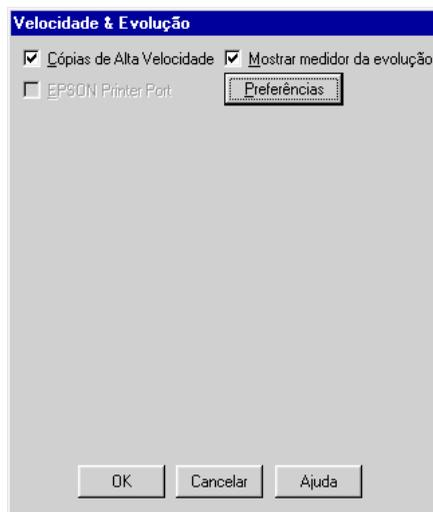 Velocidade & Evolução
Cópias de Alta Velocidade Mostrar medidor da evolução
EPSON Printer Port Preferências
OK Cancelar Ajuda